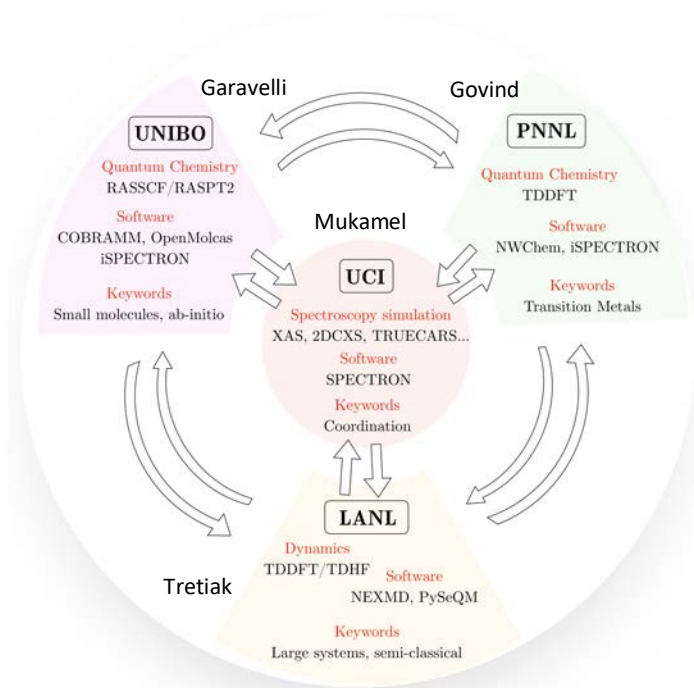 Garavelli
Govind
UNIBO
Quantum Chemistry
RASSCF/RASPT2
Software
COBRAMM, OpenMolcas
iSPECTRON
Keywords
Small molecules, ab-initio
PNNL
Quantum Chemistry
TDDFT
Software
NWChem, iSPECTRON
Keywords
Transition Metals
Mukamel
UCI
Spectroscopy simulation
XAS, 2DCXS, TRUECARS...
Software
SPECTRON
Keywords
Coordination
Tretiak
LANL
Dynamics
TDDFT/TDHF
Software
NEXMD, PySeQM
Keywords
Large systems, semi-classical